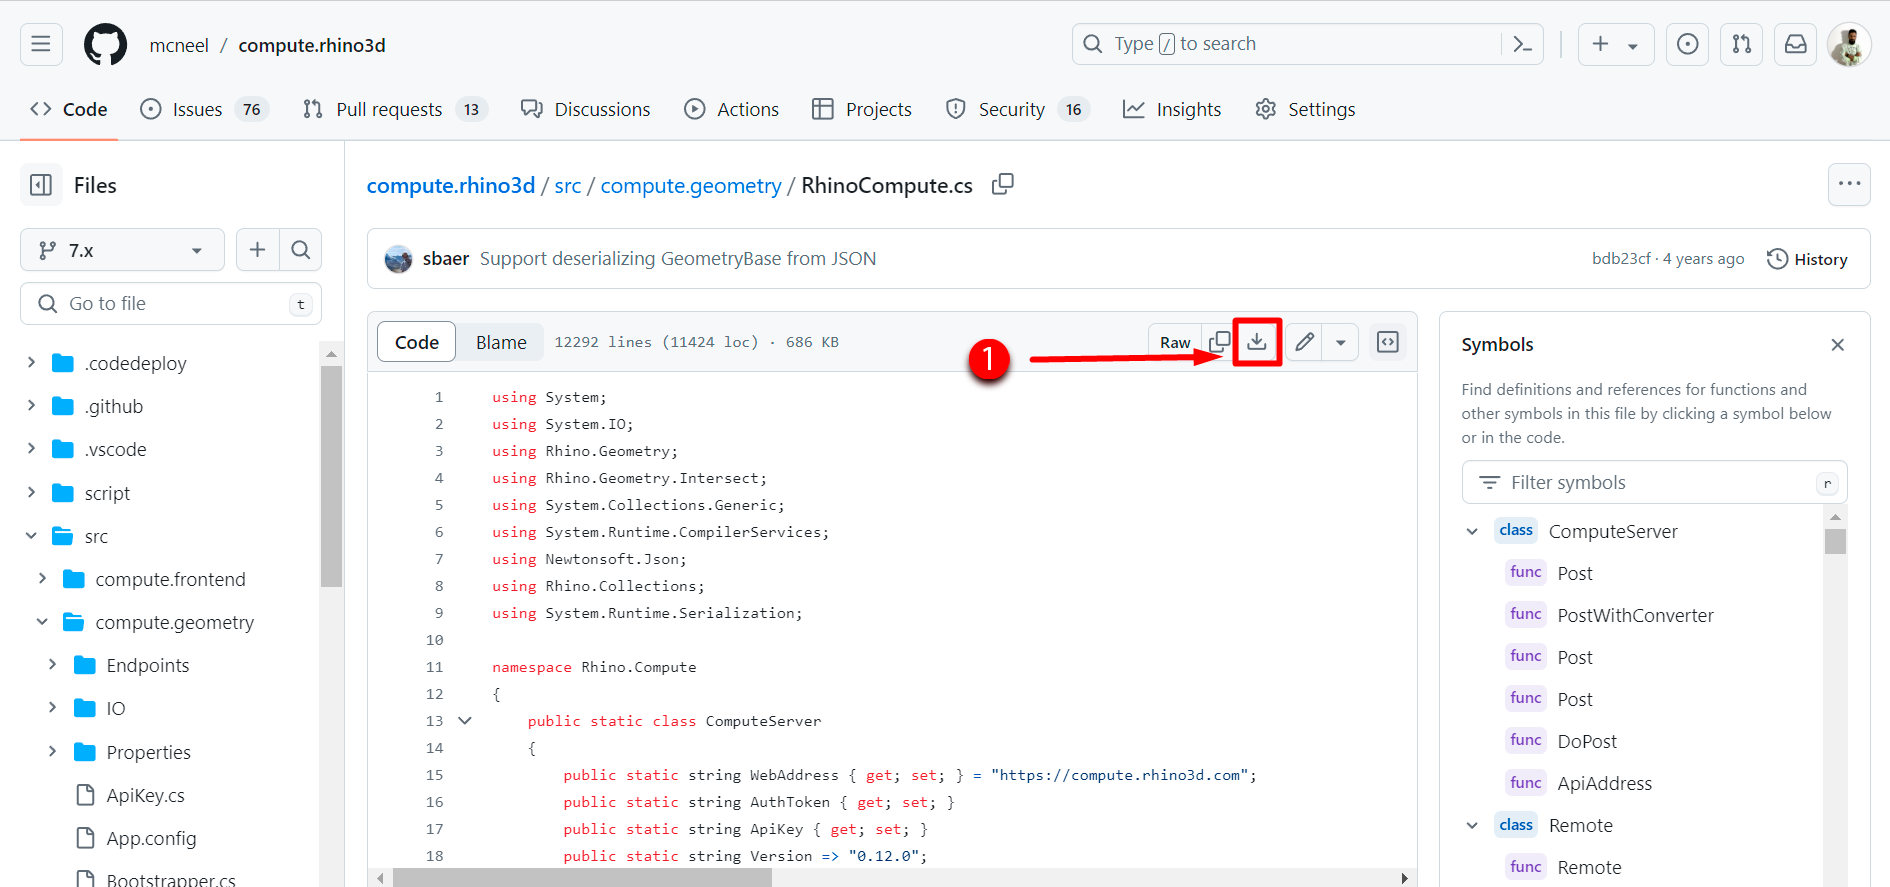 mcneel / compute.rhino3d
Type / to search
Code
Issues 76
Pull requests 13
Discussions
Actions
Projects
Security 16
Insights
Settings
Files
7.x
Go to file
t
.codedeploy
.github
.vscode
script
src
compute.frontend
compute.geometry
Endpoints
IO
Properties
ApiKey.cs
App.config
Bootstrapper.cs
compute.rhino3d / src / compute.geometry / RhinoCompute.cs
sbaer Support deserializing GeometryBase from JSON
bdb23cf · 4 years ago
History
Code
Blame
12292 lines (11424 loc) · 686 KB
1
Raw
1 using System;
2 using System.IO;
3 using Rhino.Geometry;
4 using Rhino.Geometry.Intersect;
5 using System.Collections.Generic;
6 using System.Runtime.CompilerServices;
7 using Newtonsoft.Json;
8 using Rhino.Collections;
9 using System.Runtime.Serialization;
10
11 namespace Rhino.Compute
12 {
13 public static class ComputeServer
14 {
15 public static string WebAddress { get; set; } = "https://compute.rhino3d.com";
16 public static string AuthToken { get; set; }
17 public static string ApiKey { get; set; }
18 public static string Version => "0.12.0";
Symbols
Find definitions and references for functions and
other symbols in this file by clicking a symbol below
or in the code.
Filter symbols
r
class ComputeServer
func Post
func PostWithConverter
func Post
func Post
func DoPost
func ApiAddress
class Remote
func Remote